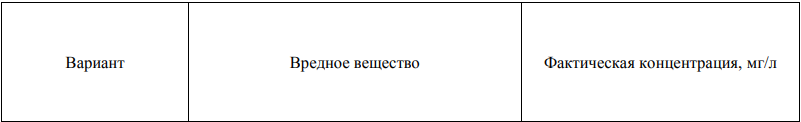 Вариант
Вредное вещество
Фактическая концентрация, мг/л